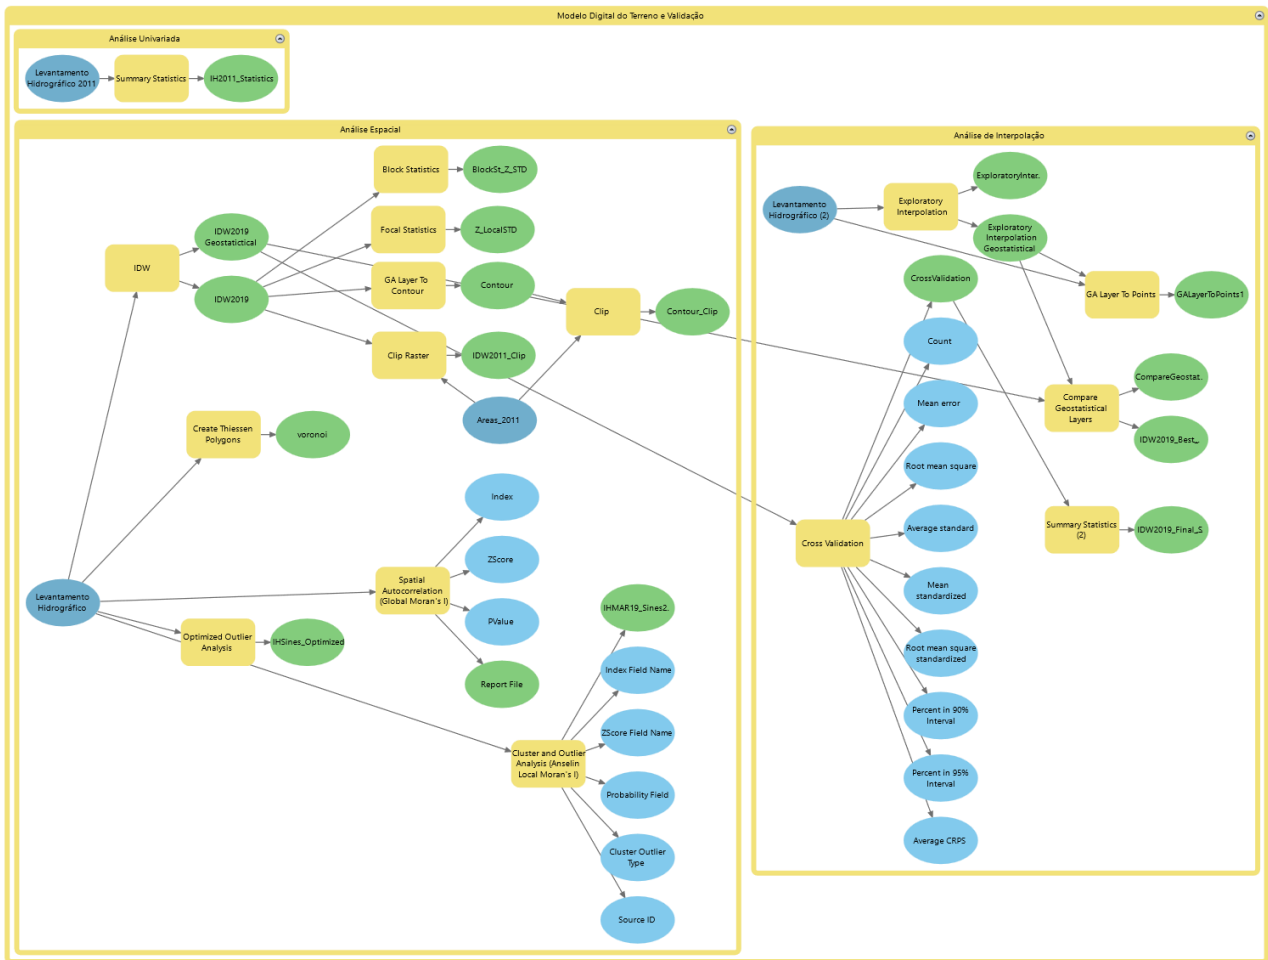 Modelo Digital do Terreno e Validação
Análise Univariada
Levantamento
Hidrográfico 2011
Summary Statistics
IH2011_Statistics
Análise Espacial
Block Statistics
BlockSt_Z_STD
IDW2019
Geostatictical
Focal Statistics
Z_LocalSTD
IDW
IDW2019
GA Layer To
Contour
Contour
Clip
Contour_Clip
Clip Raster
IDW2011_Clip
Areas_2011
Create Thiessen
Polygons
voronoi
Index
ZScore
Levantamento
Hidrográfico
Spatial
Autocorrelation
(Global Moran's I)
PValue
Report File
Optimized Outlier
Analysis
IHSines_Optimized
IHMAR19_Sines2.
Index Field Name
ZScore Field Name
Cluster and Outlier
Analysis (Anselin
Local Moran's I)
Probability Field
Cluster Outlier
Type
Source ID
Análise de Interpolação
Levantamento
Hidrográfico (2)
Exploratory
Interpolation
ExploratoryInter.
Exploratory
Interpolation
Geostatistical
GA Layer To Points
GALayerToPoints1
CrossValidation
Count
Mean error
Root mean square
Average standard
Mean
standardized
Root mean square
standardized
Percent in 90%
Interval
Percent in 95%
Interval
Average CRPS
Cross Validation
Compare
Geostatistical
Layers
CompareGeostat.
IDW2019_Best_.
Summary Statistics
(2)
IDW2019_Final_S